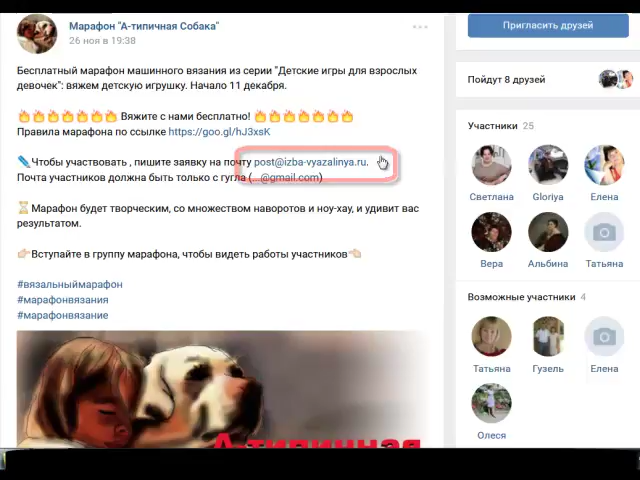 Марафон "А-типичная Собака"
26 ноя в 19:38
Бесплатный марафон машинного вязания из серии "Детские игры для взрослых
девочек": вяжем детскую игрушку. Начало 11 декабря.
Вяжите с нами бесплатно!
Правила марафона по ссылке https://goo.gl/hJ3xsK
Чтобы участвовать , пишите заявку на почту post@izba-vyazalinya.ru.
Почта участников должна быть только с гугла (...@gmail.com)
Марафон будет творческим, со множеством наворотов и ноу-хау, и удивит вас
результатом.
Вступайте в группу марафона, чтобы видеть работы участников
#вязальныймарафон
#марафонвязания
#марафонвязание
А-типичная
Пригласить друзей
Пойдут 8 друзей
Участники 25
Светлана Gloriya Елена
Вера Альбина Татьяна
Возможные участники 4
Татьяна Гузель Елена
Олеся